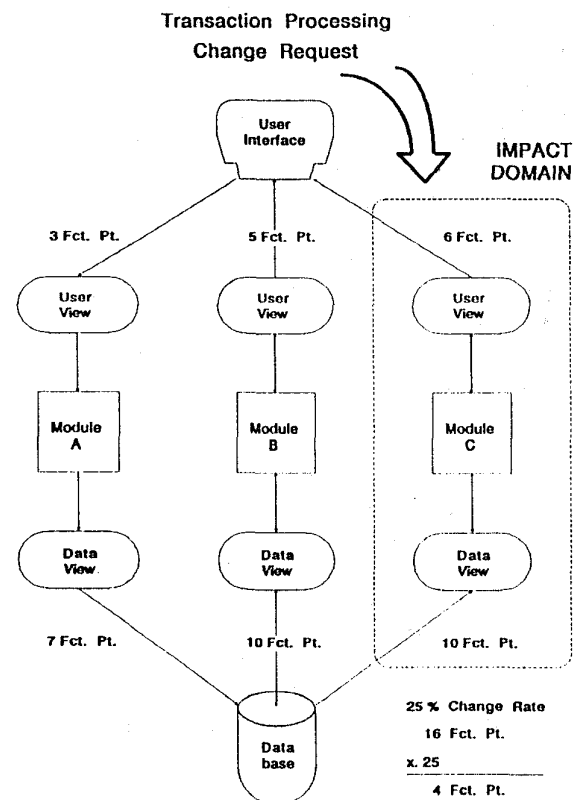 Transaction Processing
Change Request
User
Interface
IMPACT
DOMAIN
3 Fct. Pt.
5 Fct. Pt.
6 Fct. Pt.
User
View
User
View
User
View
Module
A
Module
B
Module
C
Data
View
Data
View
Data
View
7 Fct. Pt.
10 Fct. Pt.
10 Fct. Pt.
Data
base
25 % Change Rate
16 Fct. Pt.
x. 25
4 Fct. Pt.